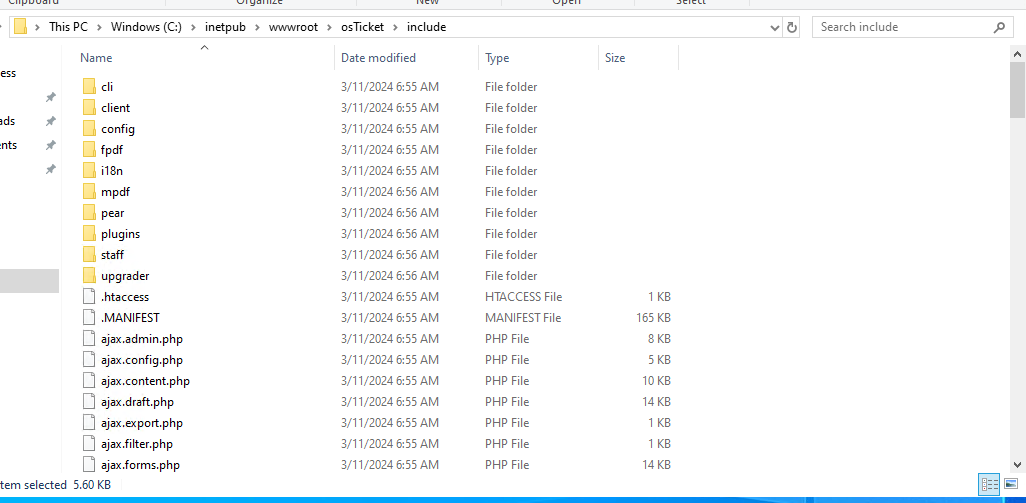 Clipboard Organize New Open Select
This PC > Windows (C:) > inetpub > wwwroot > osTicket > include Search include
Name Date modified Type Size
ess
ads
ents
cli 3/11/2024 6:55 AM File folder
client 3/11/2024 6:55 AM File folder
config 3/11/2024 6:55 AM File folder
fpdf 3/11/2024 6:55 AM File folder
i18n 3/11/2024 6:55 AM File folder
mpdf 3/11/2024 6:56 AM File folder
pear 3/11/2024 6:56 AM File folder
plugins 3/11/2024 6:56 AM File folder
staff 3/11/2024 6:56 AM File folder
upgrader 3/11/2024 6:56 AM File folder
.htaccess 3/11/2024 6:55 AM HTACCESS File 1 KB
.MANIFEST 3/11/2024 6:55 AM MANIFEST File 165 KB
ajax.admin.php 3/11/2024 6:55 AM PHP File 8 KB
ajax.config.php 3/11/2024 6:55 AM PHP File 5 KB
ajax.content.php 3/11/2024 6:55 AM PHP File 10 KB
ajax.draft.php 3/11/2024 6:55 AM PHP File 14 KB
ajax.export.php 3/11/2024 6:55 AM PHP File 1 KB
ajax.filter.php 3/11/2024 6:55 AM PHP File 1 KB
ajax.forms.php 3/11/2024 6:55 AM PHP File 14 KB
tem selected 5.60 KB